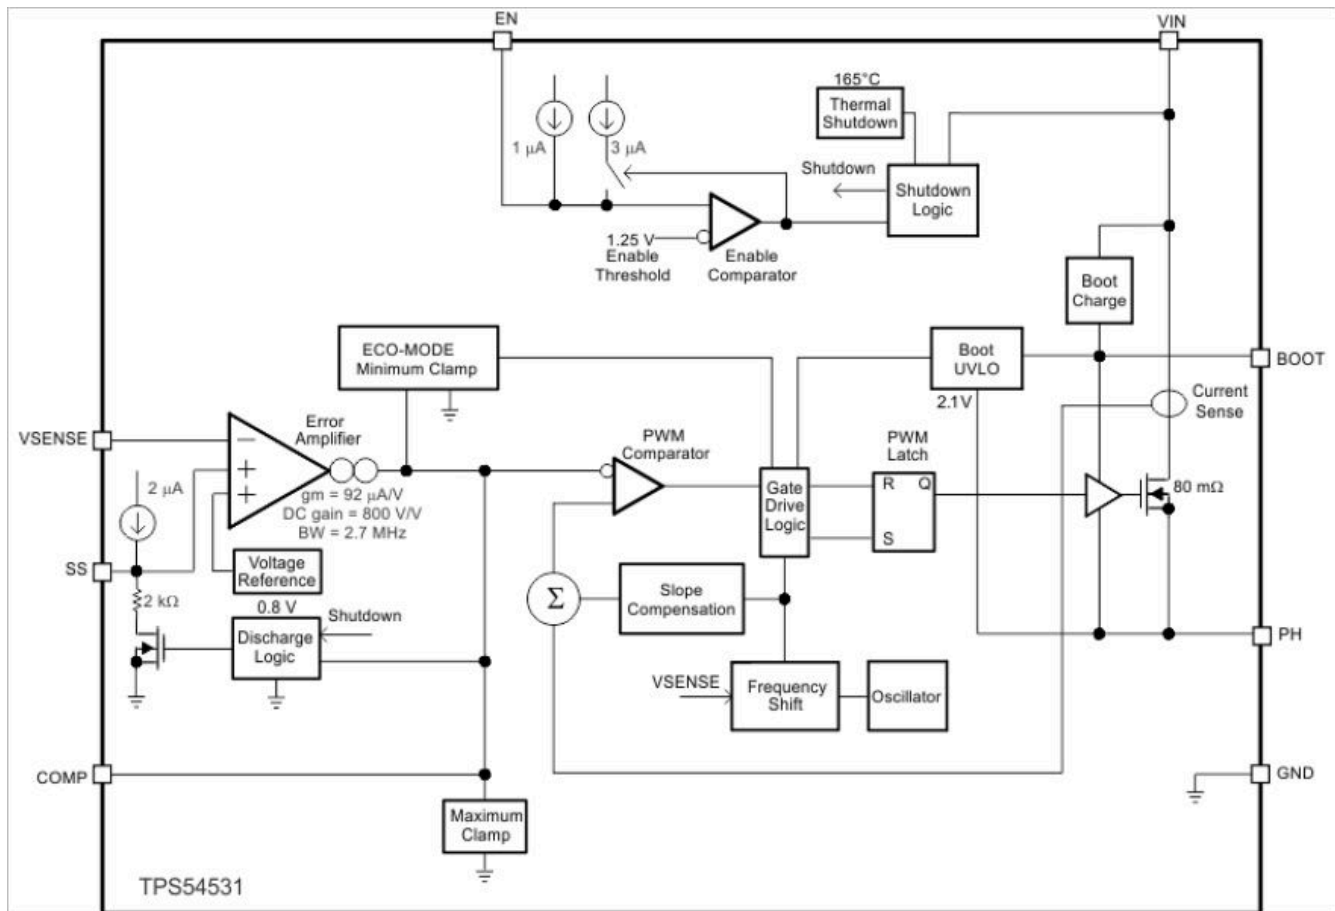 EN
VIN
165°C
Thermal
Shutdown
1 µA
3 µA
Shutdown
Shutdown
Logic
1.25 V
Enable
Threshold
Enable
Comparator
Boot
Charge
ECO-MODE
Minimum Clamp
Boot
UVLO
2.1V
BOOT
Current
Sense
VSENSE
Error
Amplifier
PWM
Comparator
PWM
Latch
gm = 92 µA/V
DC gain = 800 V/V
BW = 2.7 MHz
2 µA
Gate
Drive
Logic
R
Q
S
80 mΩ
SS
Voltage
Reference
0.8 V
2 kΩ
Shutdown
Discharge
Logic
Σ
Slope
Compensation
PH
VSENSE
Frequency
Shift
Oscillator
COMP
GND
Maximum
Clamp
TPS54531